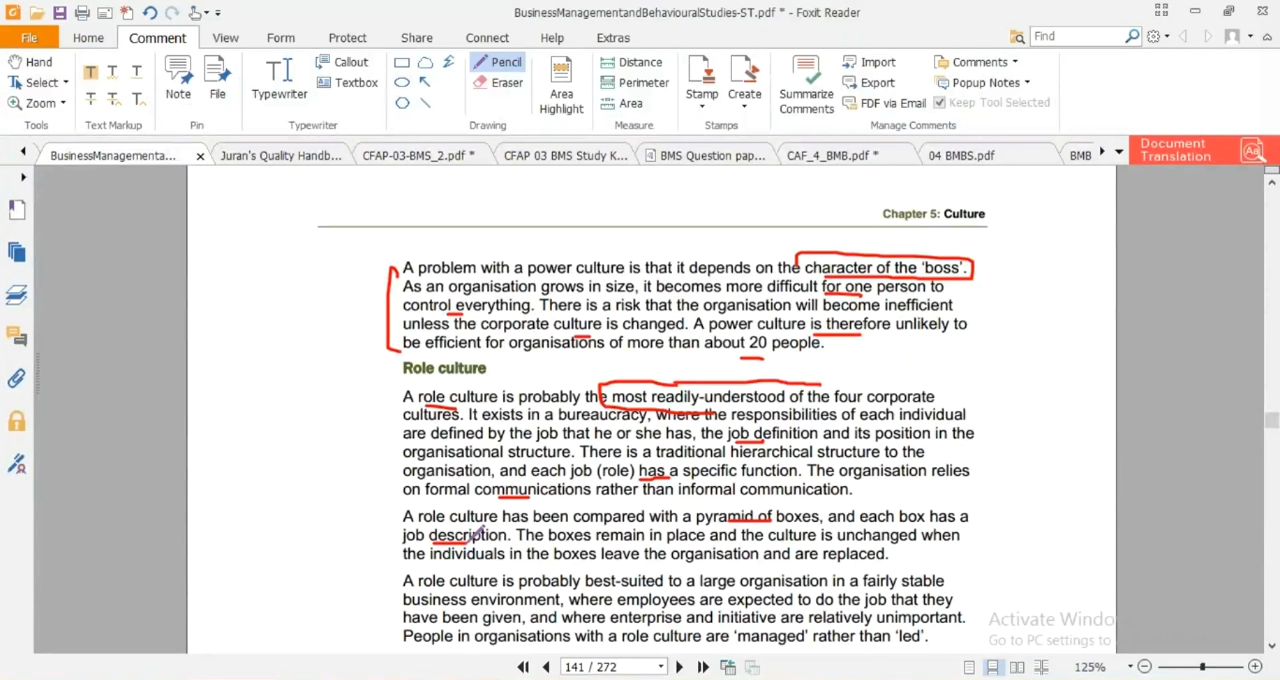 BusinessManagementandBehaviouralStudies-ST.pdf * - Foxit Reader
File Home Comment View Form Protect Share Connect Help Extras Find
Hand
Select
Zoom
Tools
T T T
T T T
Text Markup
Note
File
Pin
Typewriter
Callout
Textbox
Typewriter
Pencil
Eraser
Drawing
Area
Highlight
Distance
Perimeter
Area
Measure
Stamp
Create
Stamps
Summarize
Comments
Import
Export
FDF via Email
Comments
Popup Notes
Keep Tool Selected
Manage Comments
BusinessManagementa... Juran's Quality Handb... CFAP-03-BMS_2.pdf * CFAP 03 BMS Study K... BMS Question pap... CAF_4_BMB.pdf * 04 BMBS.pdf BMB
Document
Translation
Chapter 5: Culture
A problem with a power culture is that it depends on the character of the 'boss'.
As an organisation grows in size, it becomes more difficult for one person to
control everything. There is a risk that the organisation will become inefficient
unless the corporate culture is changed. A power culture is therefore unlikely to
be efficient for organisations of more than about 20 people.
Role culture
A role culture is probably the most readily-understood of the four corporate
cultures. It exists in a bureaucracy, where the responsibilities of each individual
are defined by the job that he or she has, the job definition and its position in the
organisational structure. There is a traditional hierarchical structure to the
organisation, and each job (role) has a specific function. The organisation relies
on formal communications rather than informal communication.
A role culture has been compared with a pyramid of boxes, and each box has a
job description. The boxes remain in place and the culture is unchanged when
the individuals in the boxes leave the organisation and are replaced.
A role culture is probably best-suited to a large organisation in a fairly stable
business environment, where employees are expected to do the job that they
have been given, and where enterprise and initiative are relatively unimportant.
People in organisations with a role culture are 'managed' rather than 'led'.
Activate Windo
Go to PC settings to
141 / 272
125%